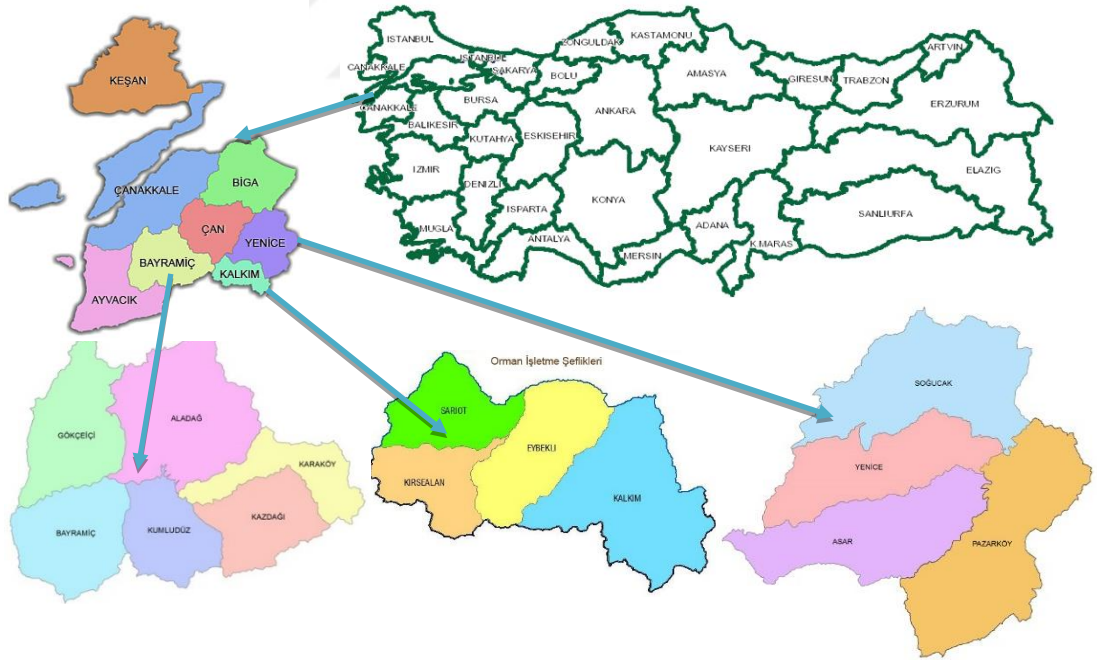 KEŞAN
ÇANAKKALE
BİGA
ÇAN
YENİCE
BAYRAMİÇ
KALKIM
AYVACIK
ISTANBUL
ZONGULDAK
KASTAMONU
ARTVIN
ISTANBUL
ÇANAKKALE
SAKARYA
BOLU
AMASYA
GIRESUN
TRABZON
ERZURUM
ÇANAKKALE
BURSA
ANKARA
BALIKESIR
KUTAHYA
ESKISEHIR
KAYSERI
IZMIR
DENIZLI
ELAZIG
ISPARTA
KONYA
SANLIURFA
MUGLA
ANTALYA
ADANA
K.MARAS
MERSIN
GÖKÇEİÇİ
ALADAĞ
KARAKÖY
BAYRAMİÇ
KUMLUDÜZ
KAZDAĞI
Orman İşletme Şeflikleri
SARIOT
EYBEKLI
KIRSEALAN
KALKIM
SOĞUCAK
YENİCE
ASAR
PAZARKÖY